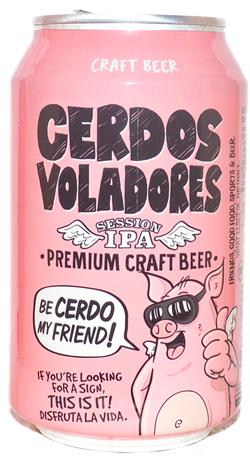 CRAFT BEER
CERDOS
VOLADORES
SESSION
IPA
• PREMIUM CRAFT BEER •
BE CERDO
MY FRIEND!
IF YOU'RE LOOKING
FOR A SIGN,
THIS IS IT!
DISFRUTA LA VIDA.
FRIENDS, GOOD FOOD, SPORTS & BEER.